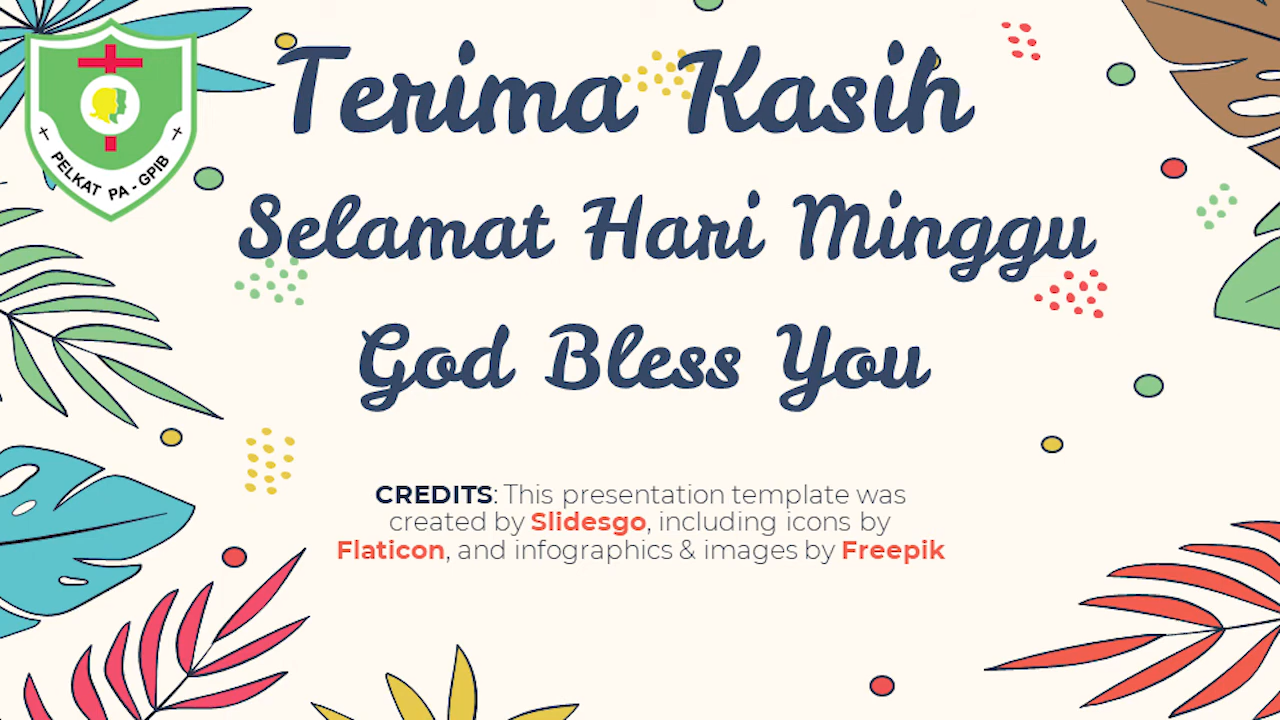 Terima Kasih
PELKAT PA - GPIB
Selamat Hari Minggu
God Bless You
CREDITS: This presentation template was
created by Slidesgo, including icons by
Flaticon, and infographics & images by Freepik